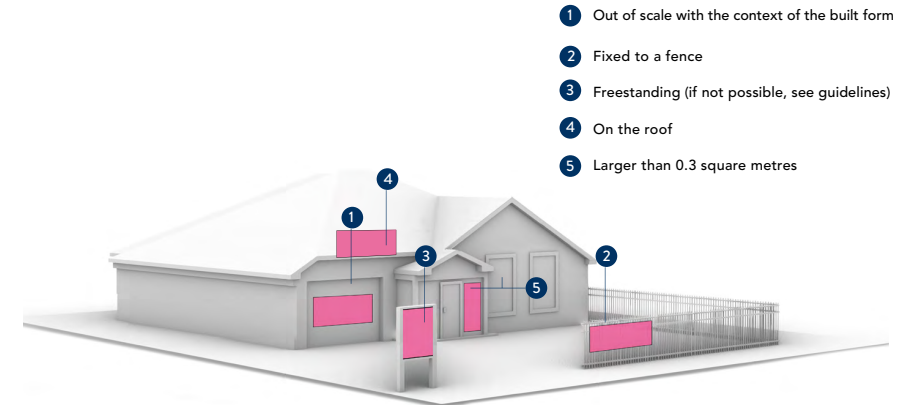 1 Out of scale with the context of the built form
2 Fixed to a fence
3 Freestanding (if not possible, see guidelines)
4 On the roof
5 Larger than 0.3 square metres
4
1
3
2
5